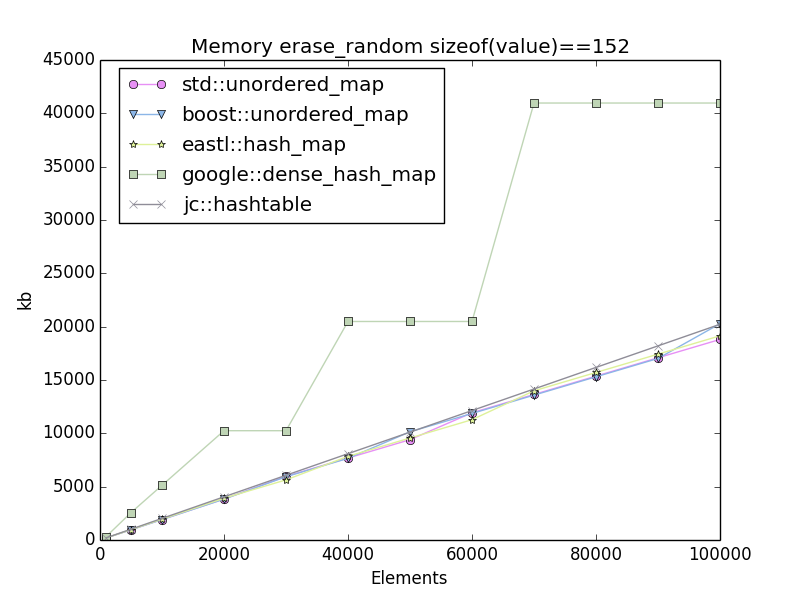 Memory erase_random sizeof(value)==152
45000
40000
35000
30000
25000
20000
15000
10000
5000
0
kb
std::unordered_map
boost::unordered_map
eastl::hash_map
google::dense_hash_map
jc::hashtable
0 20000 40000 60000 80000 100000
Elements